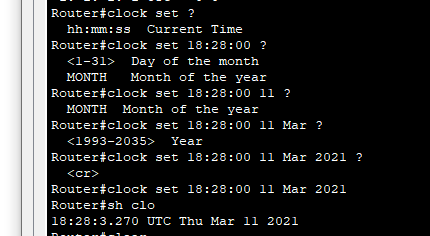 Router#clock set ?
hh:mm:ss Current Time
Router#clock set 18:28:00 ?
<1-31> Day of the month
MONTH Month of the year
Router#clock set 18:28:00 11 ?
MONTH Month of the year
Router#clock set 18:28:00 11 Mar ?
<1993-2035> Year
Router#clock set 18:28:00 11 Mar 2021 ?
<cr>
Router#clock set 18:28:00 11 Mar 2021
Router#sh clo
18:28:3.270 UTC Thu Mar 11 2021